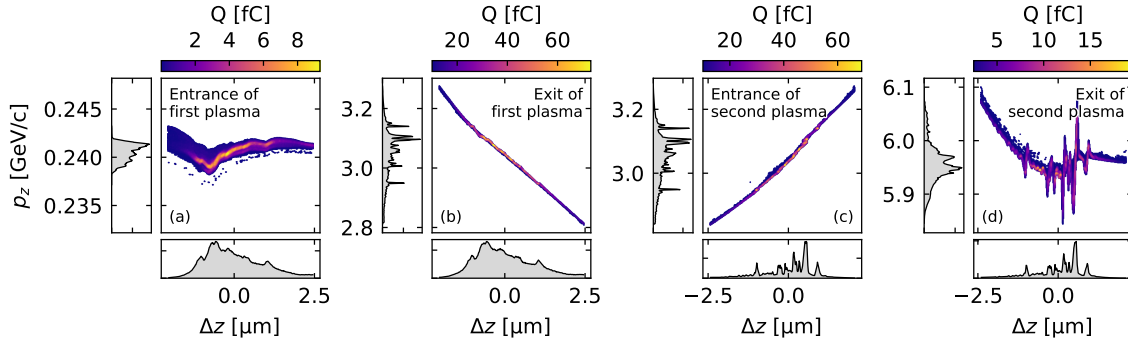 Q [fC]
Q [fC]
Q [fC]
Q [fC]
3 6
20 40 60
20 40 60
5 10 15
0.245
0.240
0.235
p_z [GeV/c]
Entrance of
first plasma
(a)
0.0 2.5
Δz [μm]
3.2
3.0
2.8
Exit of
first plasma
(b)
0.0 2.5
Δz [μm]
3.2
3.0
Entrance of
second plasma
(c)
−2.5 0.0
Δz [μm]
6.1
6.0
5.9
Exit of
second plasma
(d)
−2.5 0.0
Δz [μm]